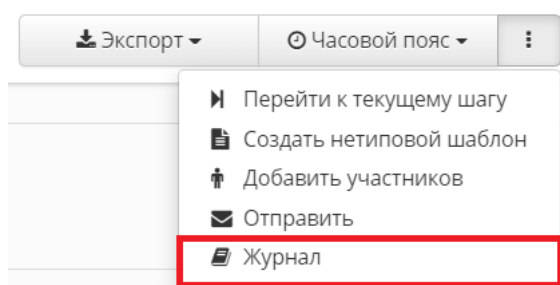 Экспорт Часовой пояс
Перейти к текущему шагу
Создать нетиповой шаблон
Добавить участников
Отправить
Журнал